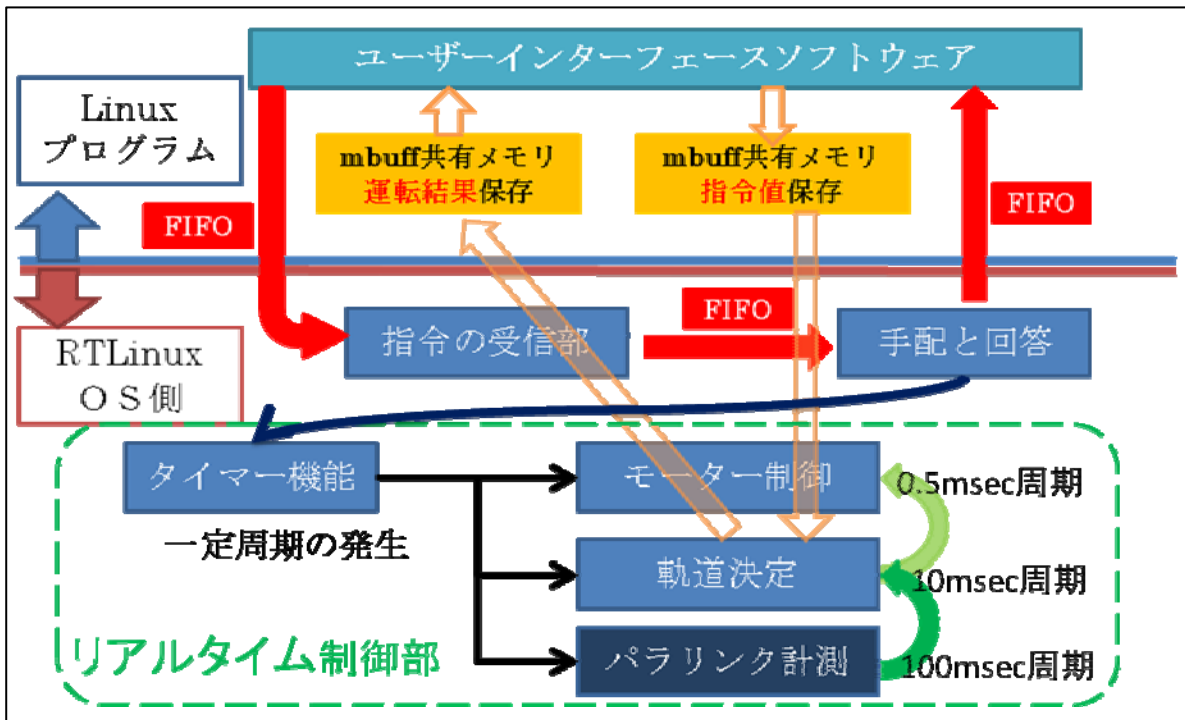 ユーザーインターフェースソフトウェア
Linux
プログラム
mbuff共有メモリ
運転結果保存
mbuff共有メモリ
指令値保存
FIFO
FIFO
RTLinux
ＯＳ側
指令の受信部
FIFO
手配と回答
タイマー機能
一定周期の発生
モーター制御
0.5msec周期
軌道決定
10msec周期
パラリンク計測
100msec周期
リアルタイム制御部